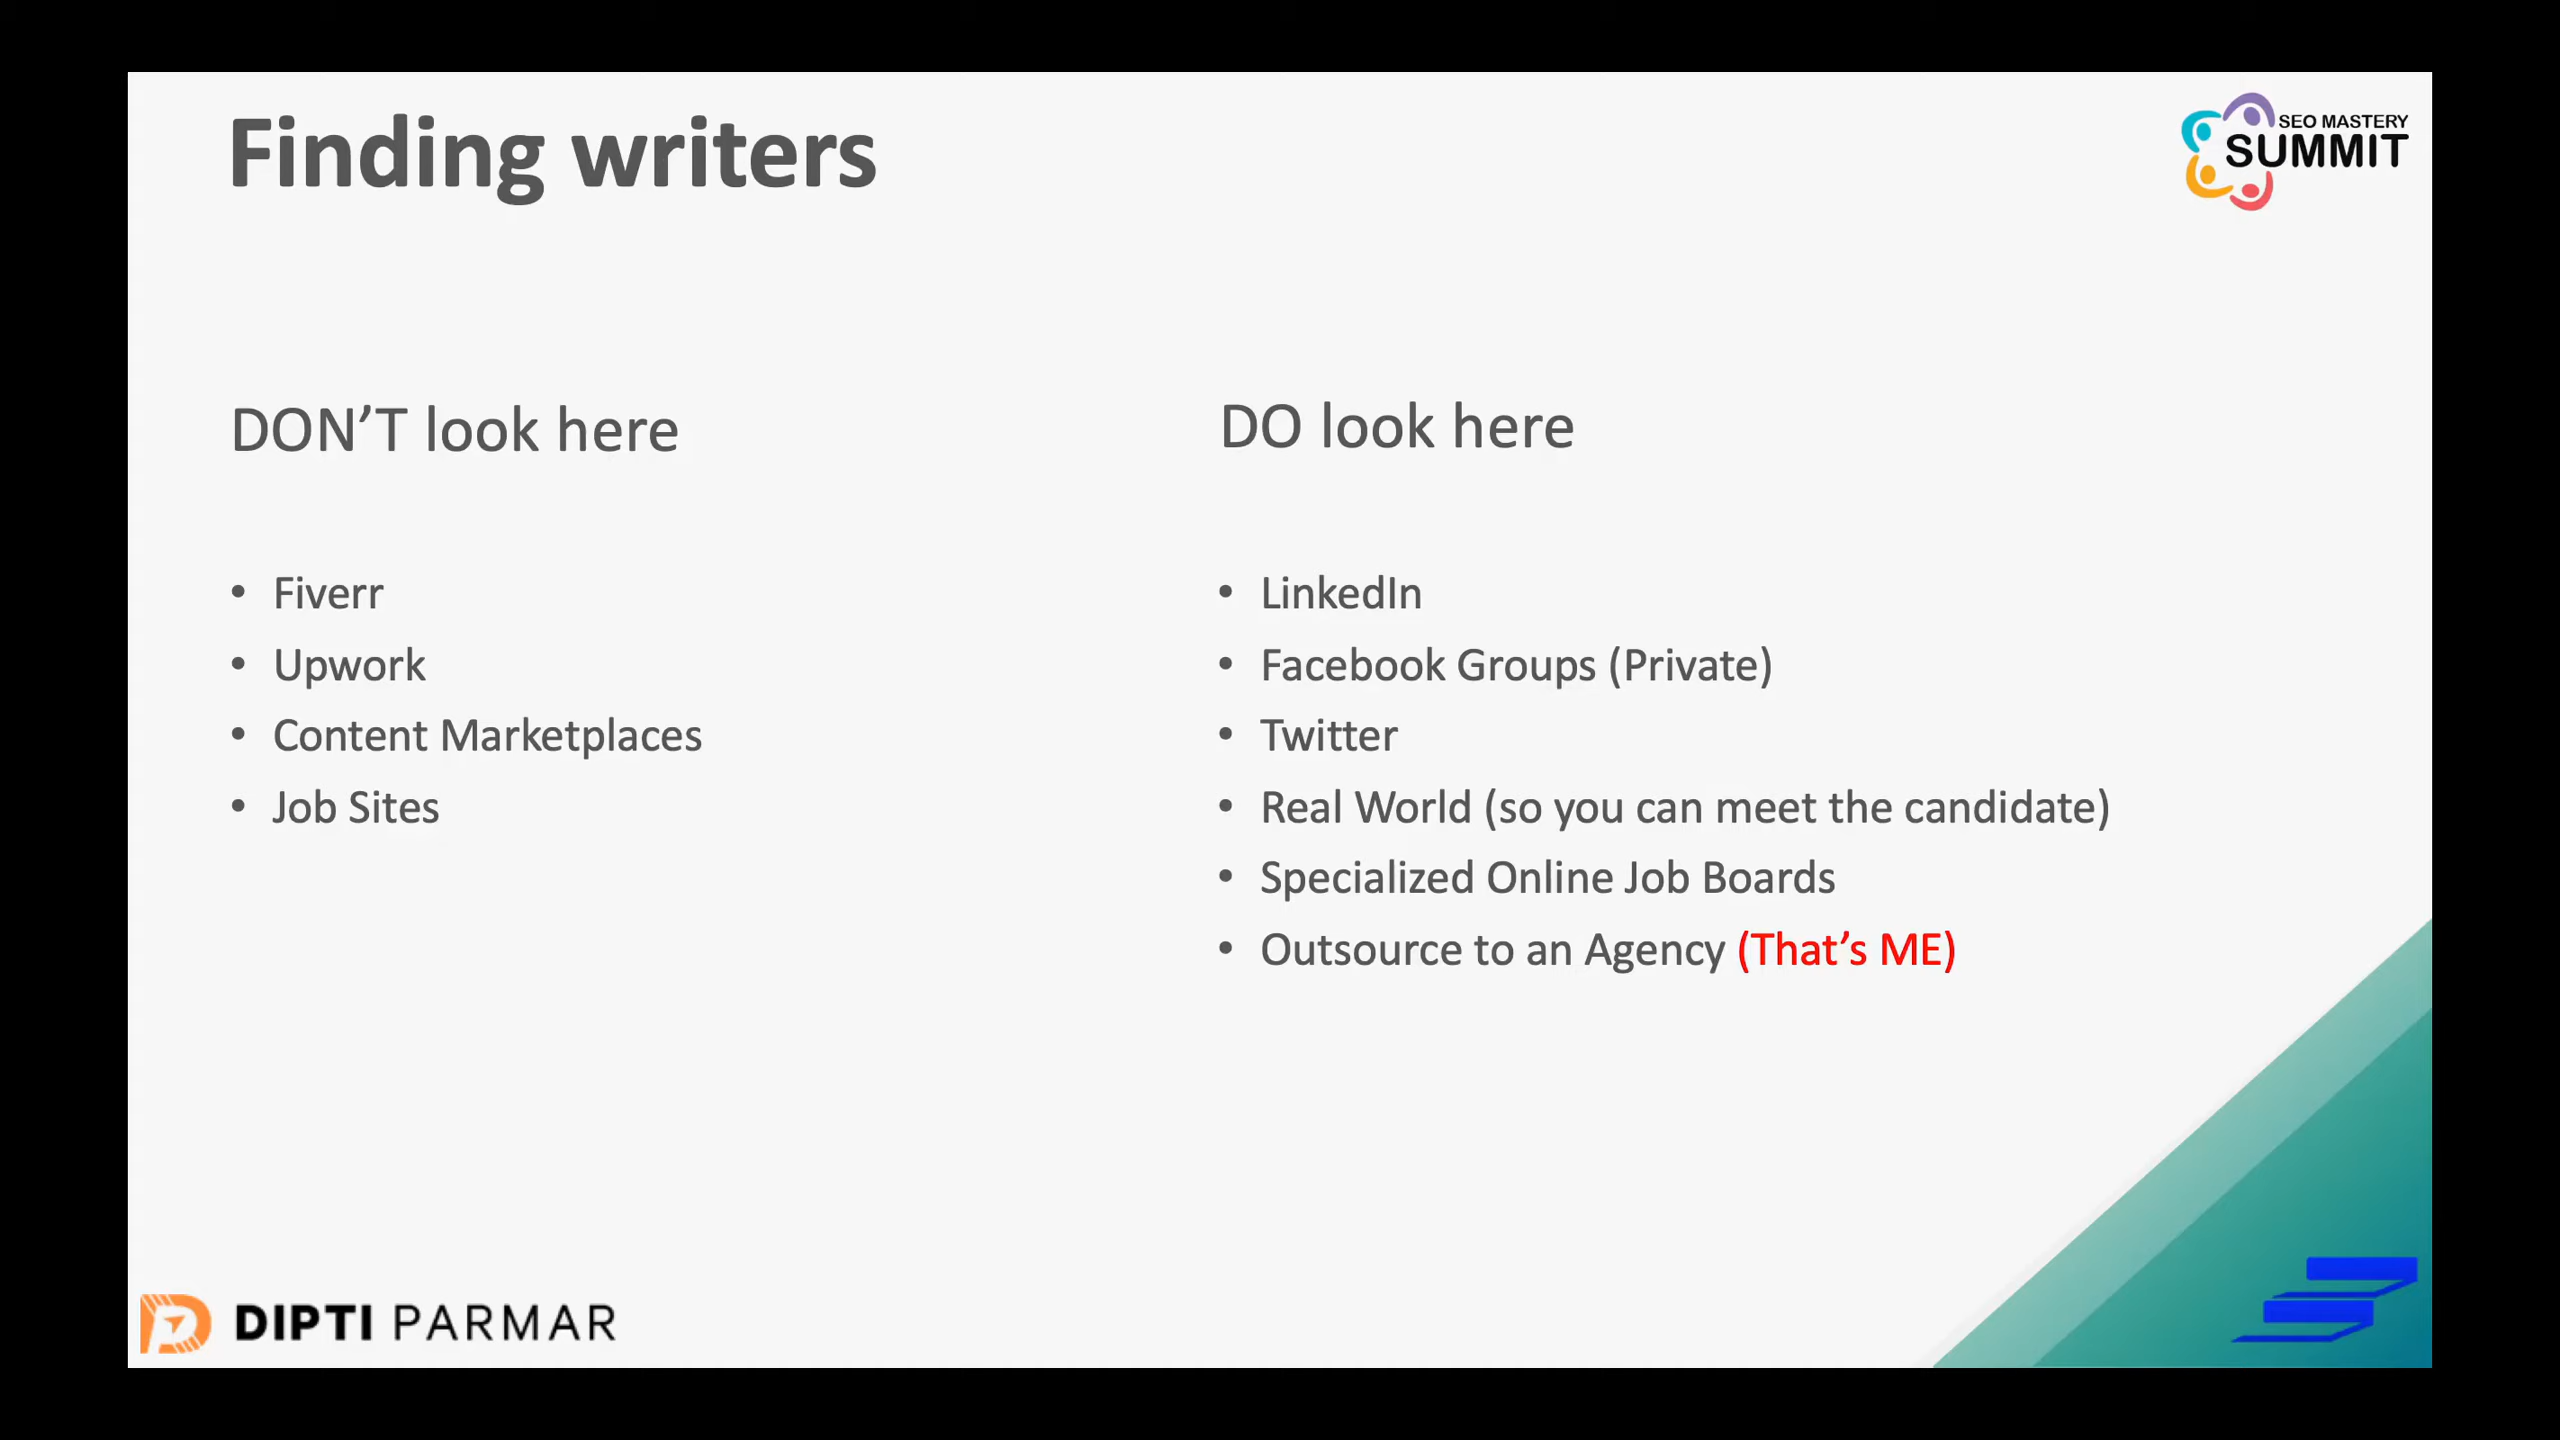 Finding writers
SEO MASTERY
SUMMIT
DON’T look here
• Fiverr
• Upwork
• Content Marketplaces
• Job Sites
DO look here
• LinkedIn
• Facebook Groups (Private)
• Twitter
• Real World (so you can meet the candidate)
• Specialized Online Job Boards
• Outsource to an Agency (That’s ME)
DIPTI PARMAR